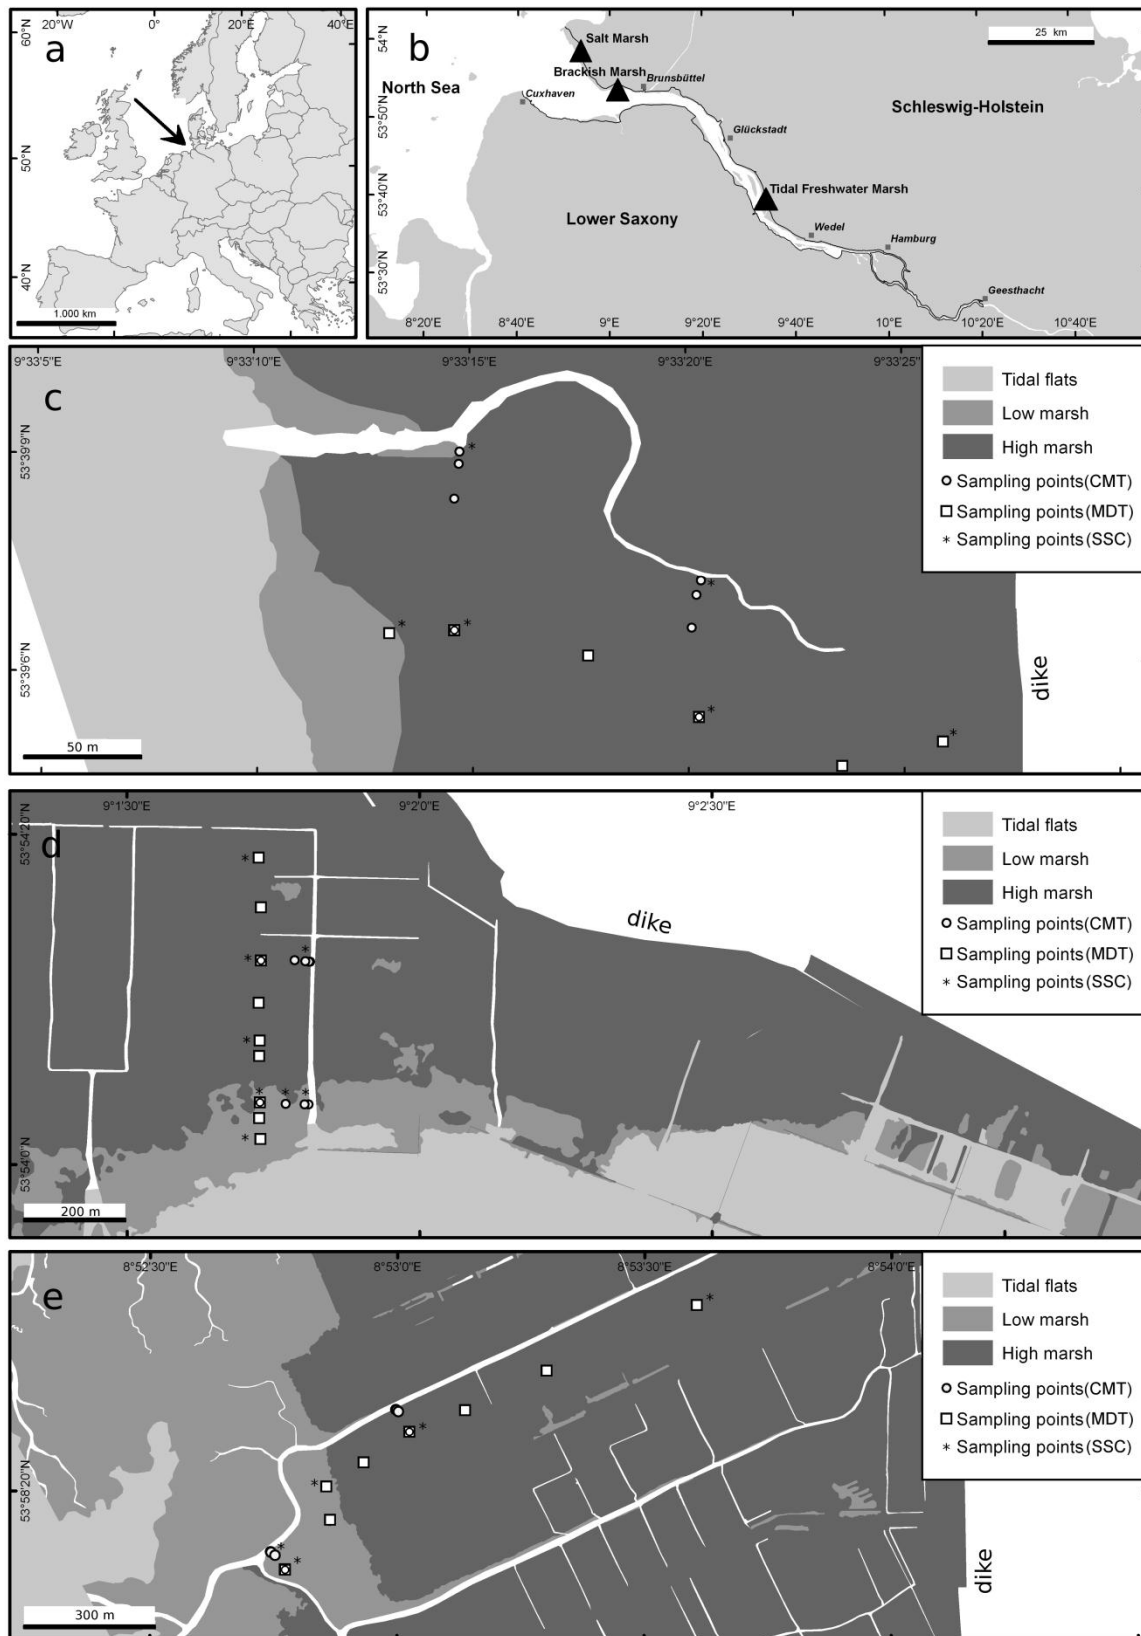 20°W 0° 20°E 40°E
60°N
50°N
40°N
a
1.000 km
b
54°N
53°50'N
53°40'N
53°30'N
25 km
Salt Marsh
Brackish Marsh
Brunsbüttel
North Sea
Cuxhaven
Schleswig-Holstein
Glückstadt
Tidal Freshwater Marsh
Lower Saxony
Wedel
Hamburg
Geesthacht
8°20'E 8°40'E 9°E 9°20'E 9°40'E 10°E 10°20'E 10°40'E
9°33'5"E 9°33'10"E 9°33'15"E 9°33'20"E 9°33'25"E
c
53°39'9"N
53°39'6"N
Tidal flats
Low marsh
High marsh
Sampling points(CMT)
Sampling points(MDT)
* Sampling points(SSC)
dike
50 m
9°1'30"E 9°2'0"E 9°2'30"E
d
53°54'20"N
53°54'0"N
dike
Tidal flats
Low marsh
High marsh
Sampling points(CMT)
Sampling points(MDT)
* Sampling points(SSC)
200 m
8°52'30"E 8°53'0"E 8°53'30"E 8°54'0"E
e
53°58'20"N
Tidal flats
Low marsh
High marsh
Sampling points(CMT)
Sampling points(MDT)
* Sampling points(SSC)
dike
300 m